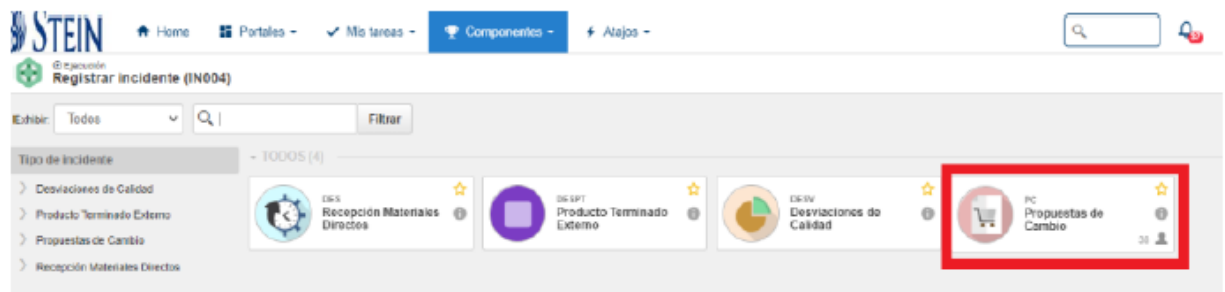 STEIN
Home Portales Mis tareas Componentes Atajos
Ejecución
Registrar incidente (IN004)
Exhibir: Todos Filtrar
Tipo de incidente
Desviaciones de Calidad
Producto Terminado Externo
Propuestas de Cambio
Recepción Materiales Directos
TODOS (4)
DES
Recepción Materiales
Directos
DESPT
Producto Terminado
Externo
DESV
Desviaciones de
Calidad
PC
Propuestas de
Cambio